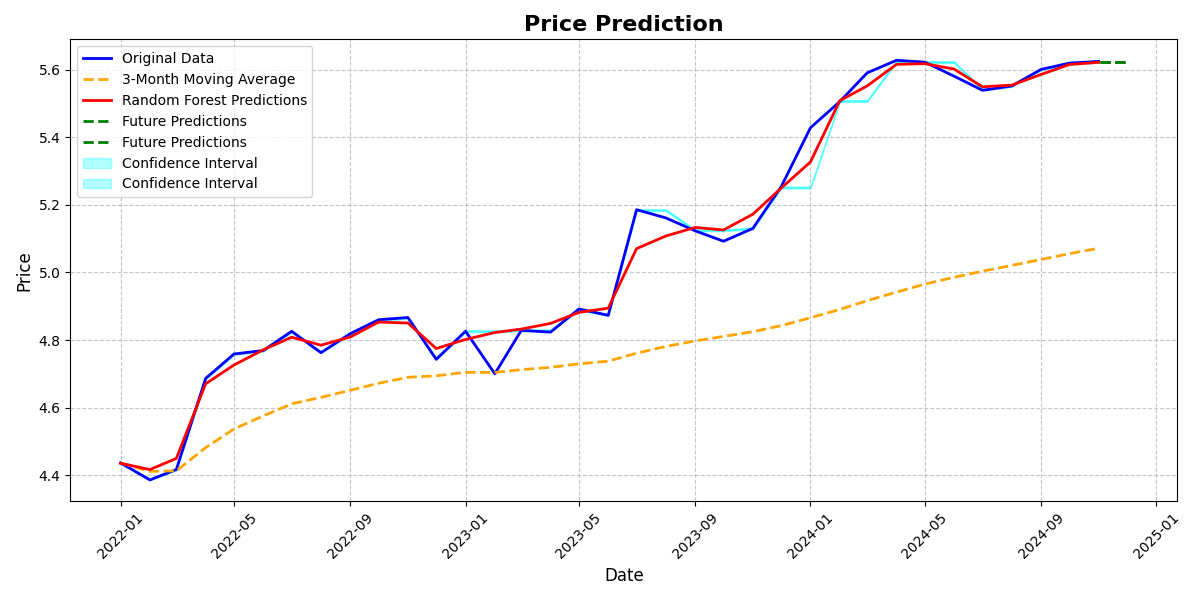 Price Prediction
Original Data
3-Month Moving Average
Random Forest Predictions
Future Predictions
Future Predictions
Confidence Interval
Confidence Interval
Price
5.6
5.4
5.2
5.0
4.8
4.6
4.4
2022-01
2022-05
2022-09
2023-01
2023-05
2023-09
2024-01
2024-05
2024-09
2025-01
Date